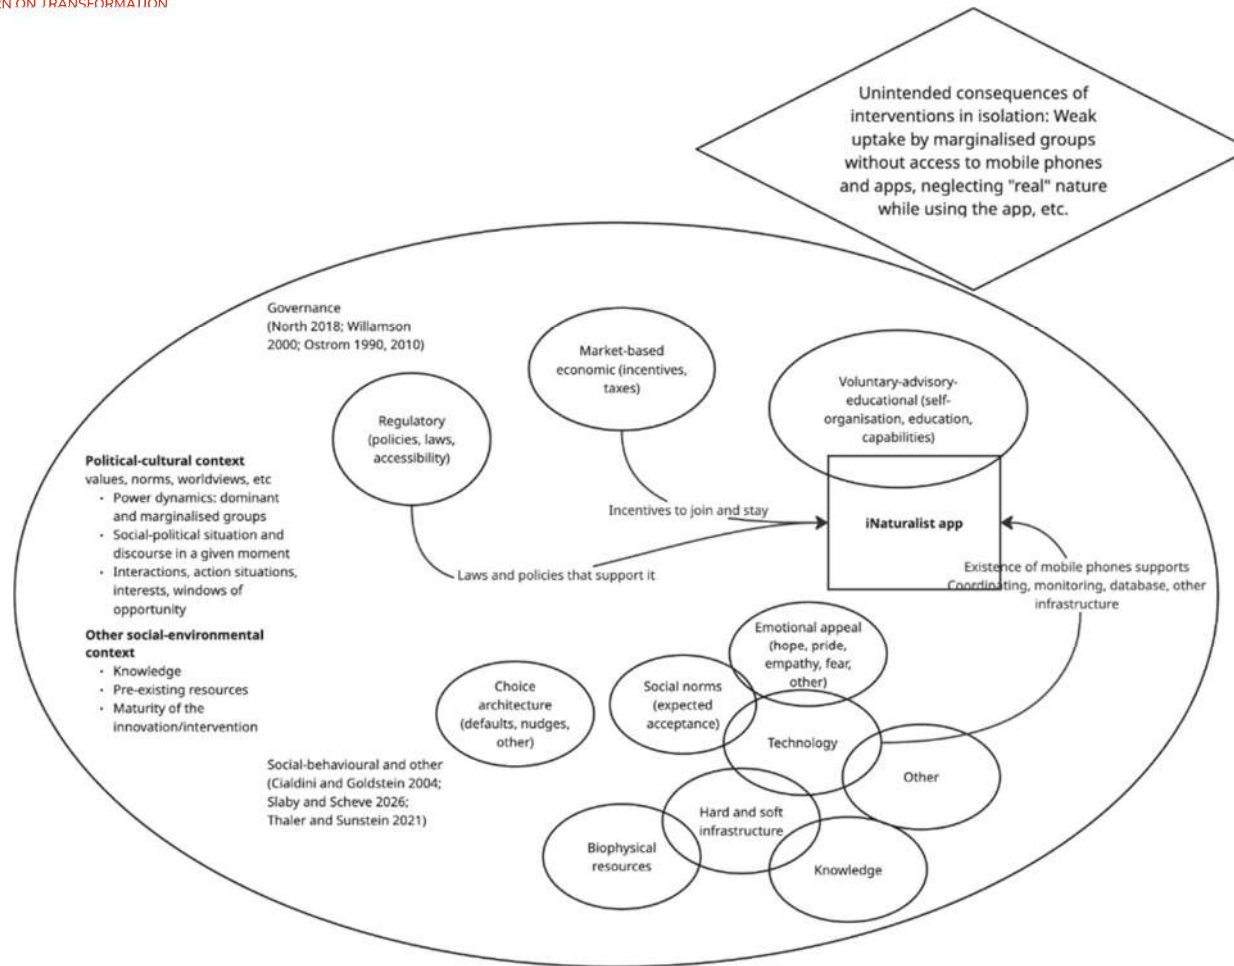 ON TRANSFORMATION
Unintended consequences of
interventions in isolation: Weak
uptake by marginalised groups
without access to mobile phones
and apps, neglecting "real" nature
while using the app, etc.
Governance
(North 2018; Willamson
2000; Ostrom 1990, 2010)
Market-based
economic (incentives,
taxes)
Voluntary-advisory-
educational (self-
organisation, education,
capabilities)
Regulatory
(policies, laws,
accessibility)
Political-cultural context
values, norms, worldviews, etc
· Power dynamics: dominant
and marginalised groups
· Social-political situation and
discourse in a given moment
· Interactions, action situations,
interests, windows of
opportunity
Other social-environmental
context
· Knowledge
· Pre-existing resources
· Maturity of the
innovation/intervention
Incentives to join and stay
Laws and policies that support it
iNaturalist app
Existence of mobile phones supports
Coordinating, monitoring, database, other
infrastructure
Emotional appeal
(hope, pride,
empathy, fear,
other)
Social norms
(expected
acceptance)
Choice
architecture
(defaults, nudges,
other)
Technology
Other
Social-behavioural and other
(Cialdini and Goldstein 2004;
Slaby and Scheve 2026;
Thaler and Sunstein 2021)
Hard and soft
infrastructure
Biophysical
resources
Knowledge